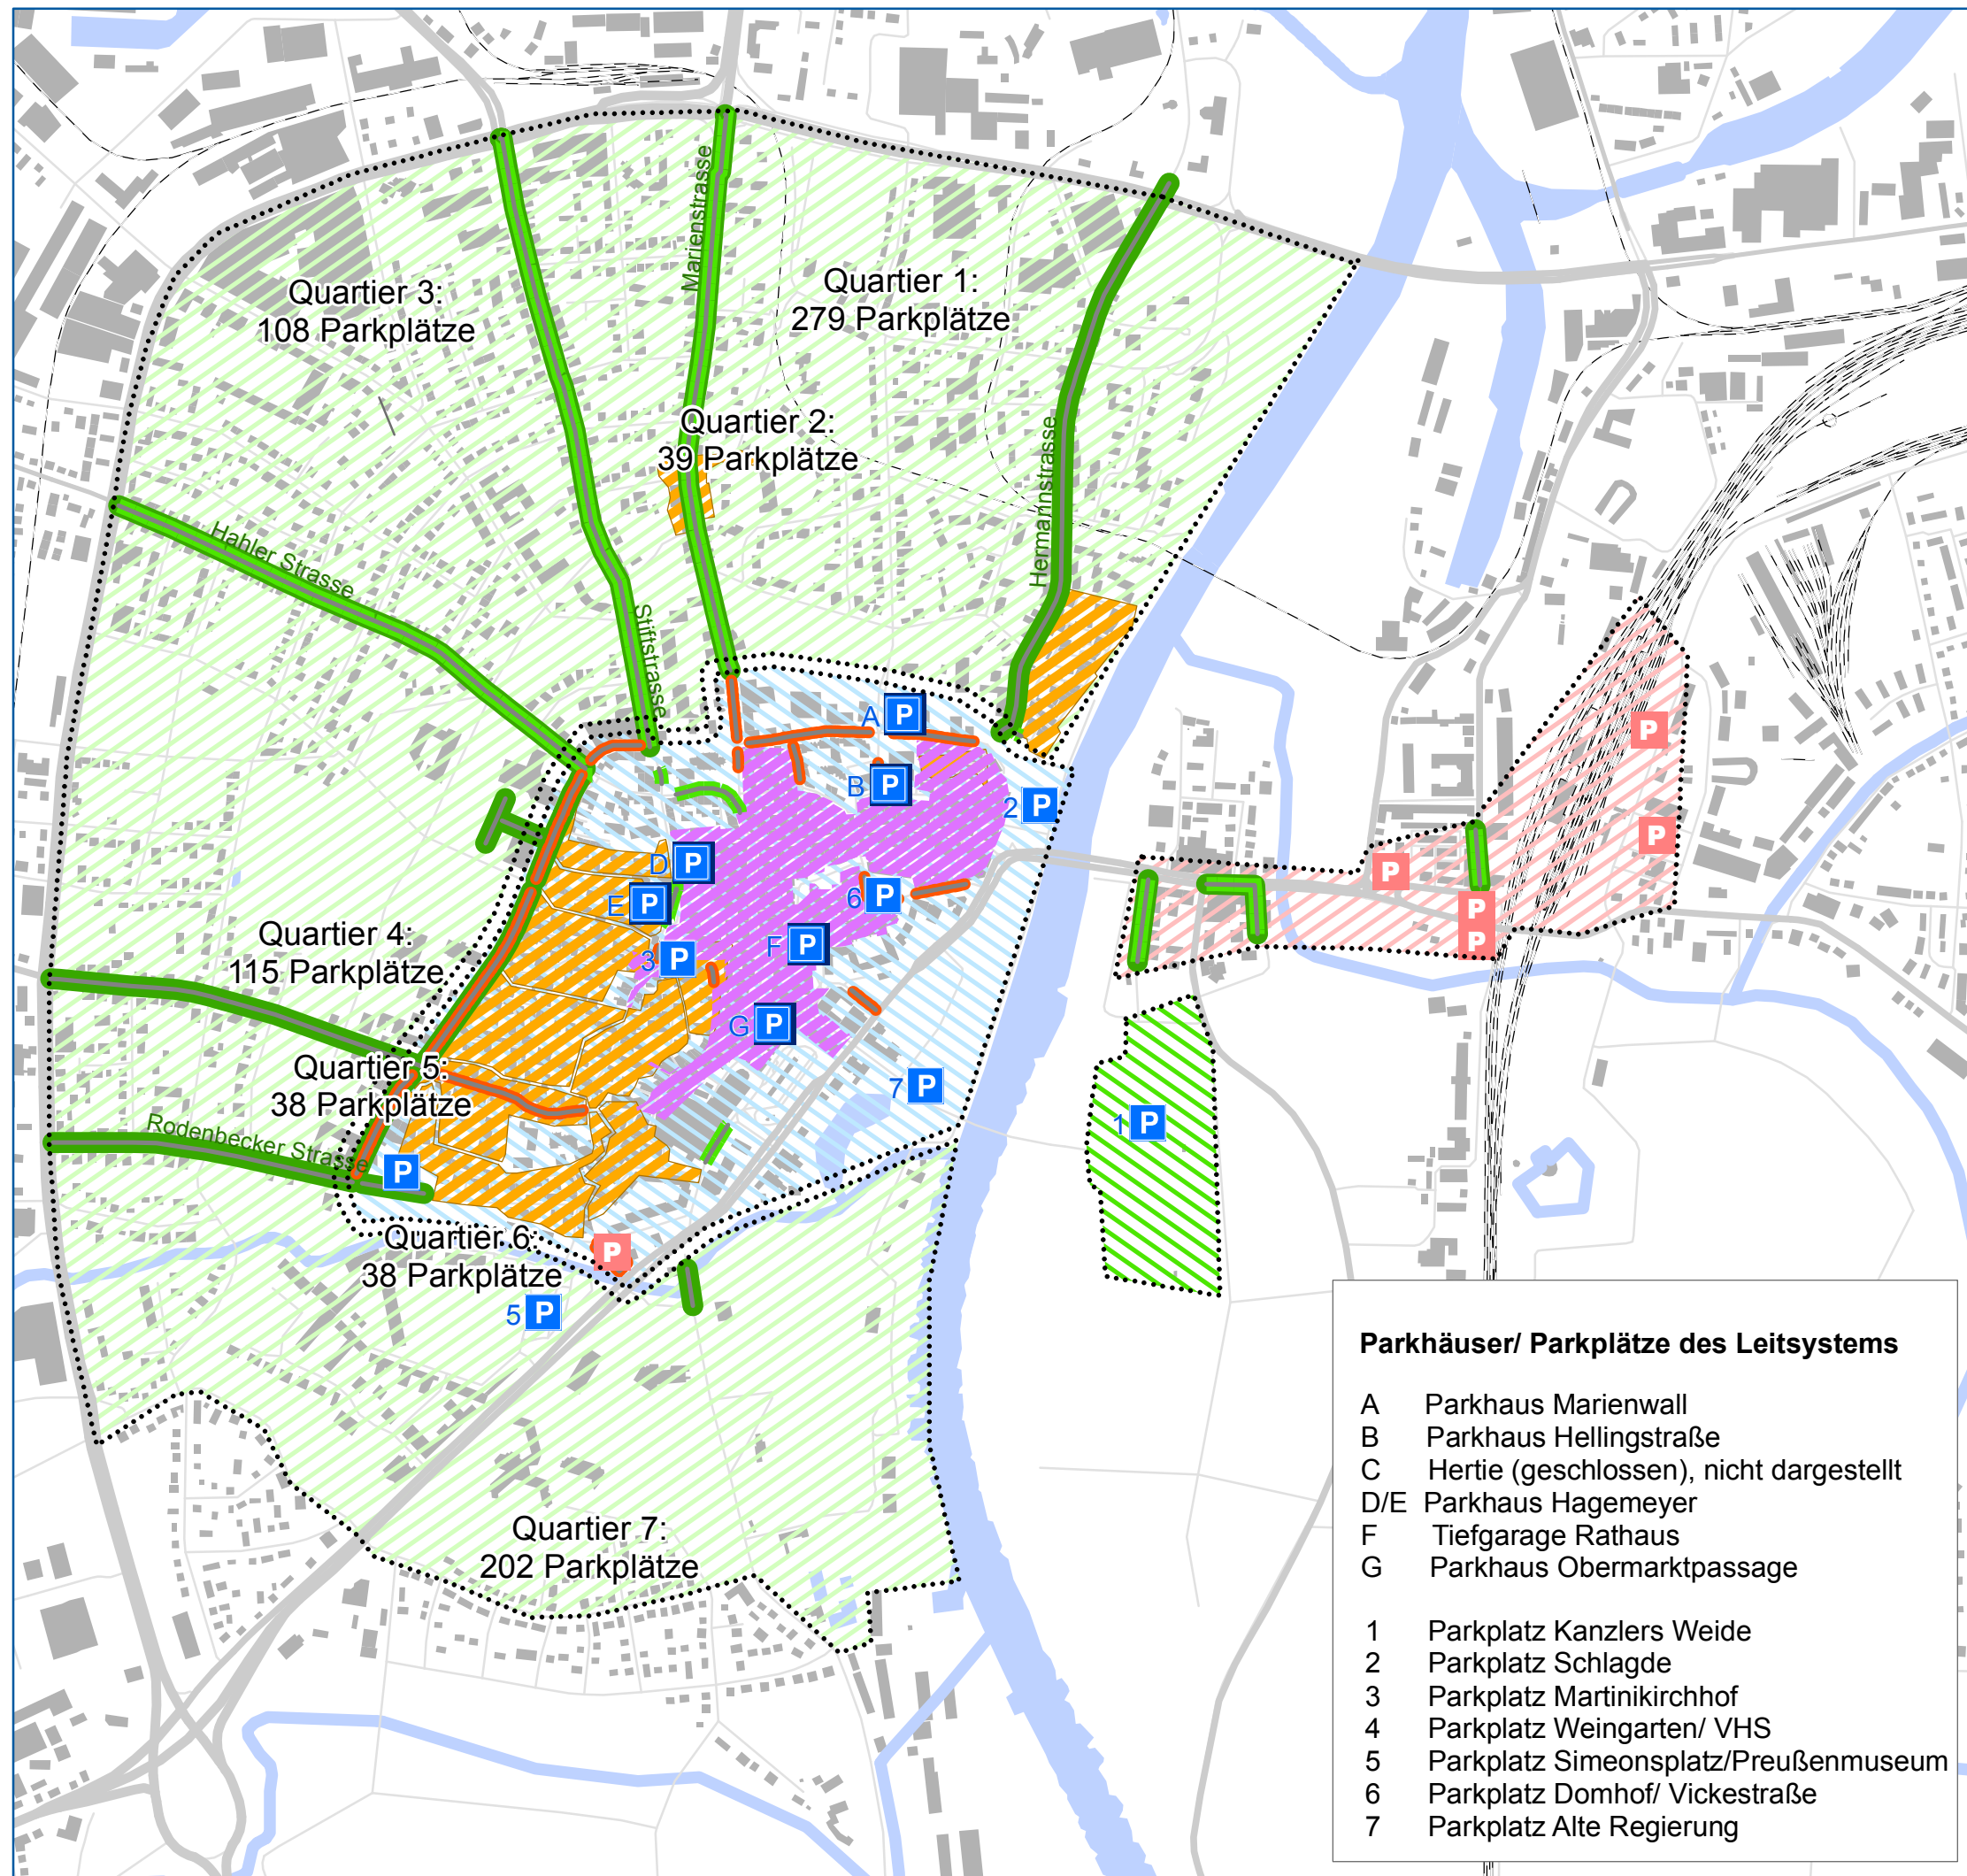 Marienstrasse
Quartier 1:
279 Parkplätze
Quartier 3:
108 Parkplätze
Quartier 2:
39 Parkplätze
Hermannstrasse
Hahler Strasse
Stiftstrasse
A P
B P
2 P
D P
E P
6 P
F P
3 P
G P
7 P
1 P
P
P
P
P
P
Quartier 4:
115 Parkplätze
Quartier 5:
38 Parkplätze
Rodenbecker Strasse
P
Quartier 6:
38 Parkplätze
P
5 P
Quartier 7:
202 Parkplätze
Parkhäuser/ Parkplätze des Leitsystems
A Parkhaus Marienwall
B Parkhaus Hellingstraße
C Hertie (geschlossen), nicht dargestellt
D/E Parkhaus Hagemeyer
F Tiefgarage Rathaus
G Parkhaus Obermarktpassage
1 Parkplatz Kanzlers Weide
2 Parkplatz Schlagde
3 Parkplatz Martinikirchhof
4 Parkplatz Weingarten/ VHS
5 Parkplatz Simeonsplatz/Preußenmuseum
6 Parkplatz Domhof/ Vickestraße
7 Parkplatz Alte Regierung